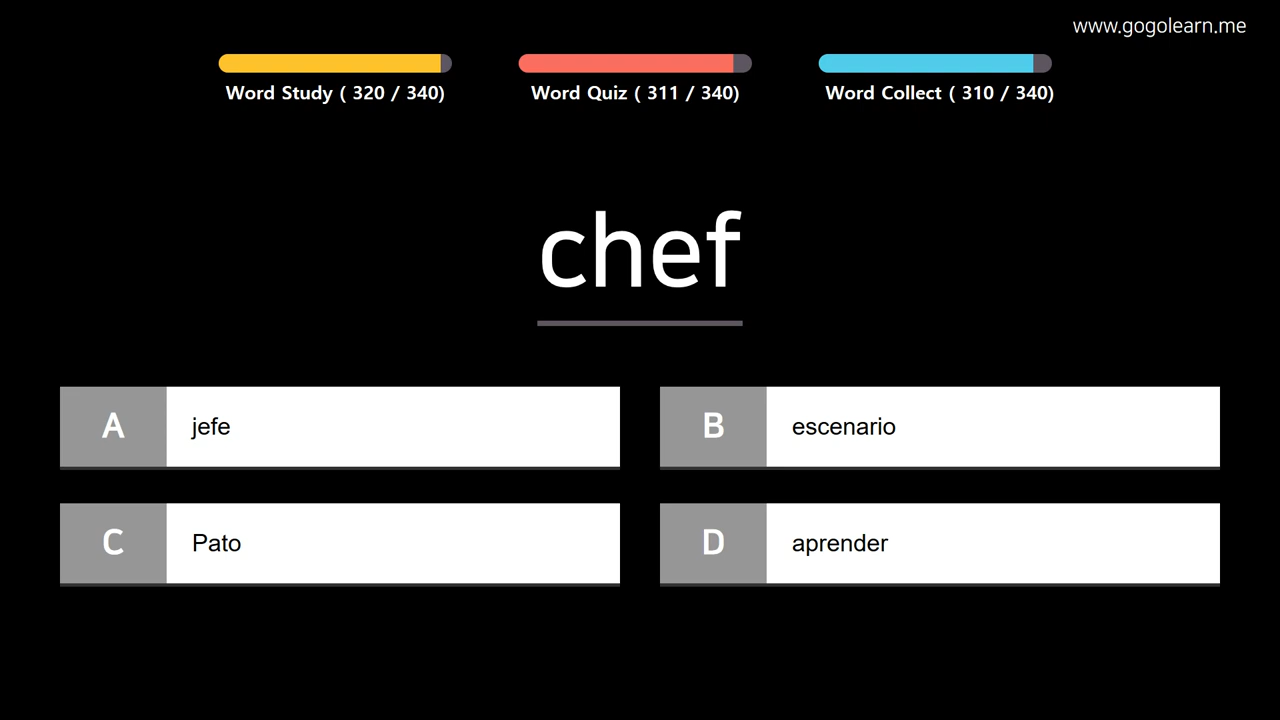 www.gogolearn.me
Word Study ( 320 / 340)
Word Quiz ( 311 / 340)
Word Collect ( 310 / 340)
chef
A jefe
B escenario
C Pato
D aprender